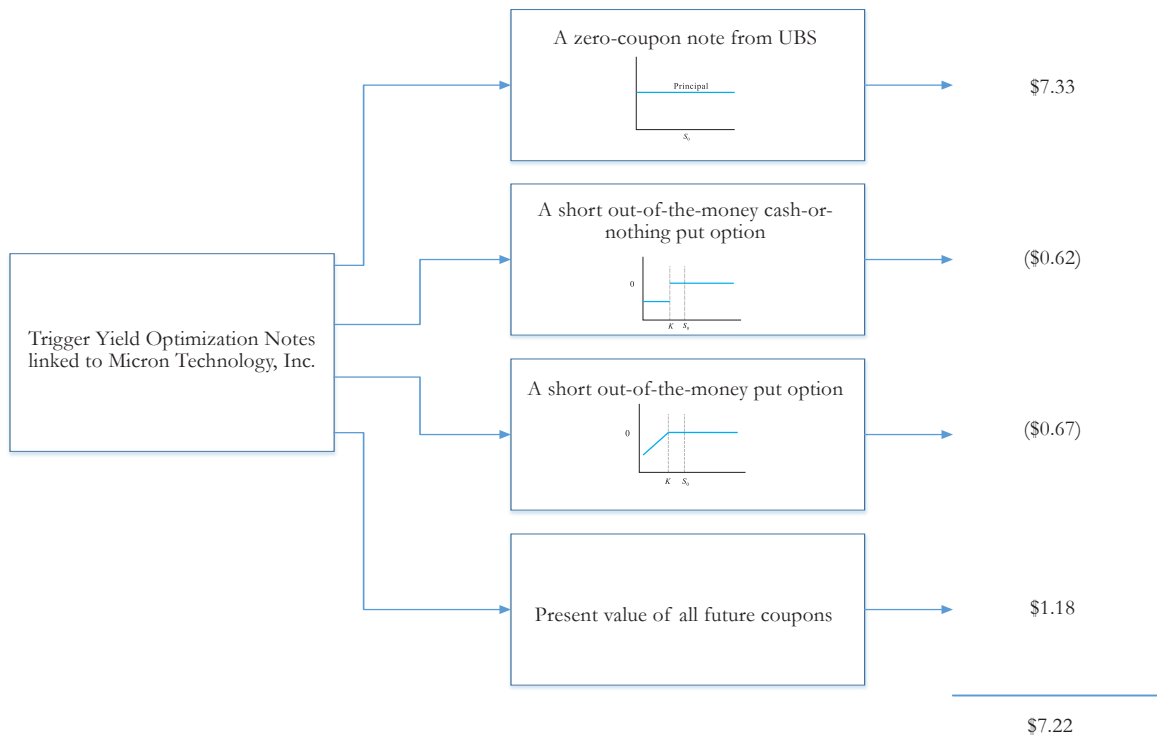 A zero-coupon note from UBS
Principal
S₀
$7.33
A short out-of-the-money cash-or-
nothing put option
0
K S₀
($0.62)
Trigger Yield Optimization Notes
linked to Micron Technology, Inc.
A short out-of-the-money put option
0
K S₀
($0.67)
Present value of all future coupons
$1.18
$7.22